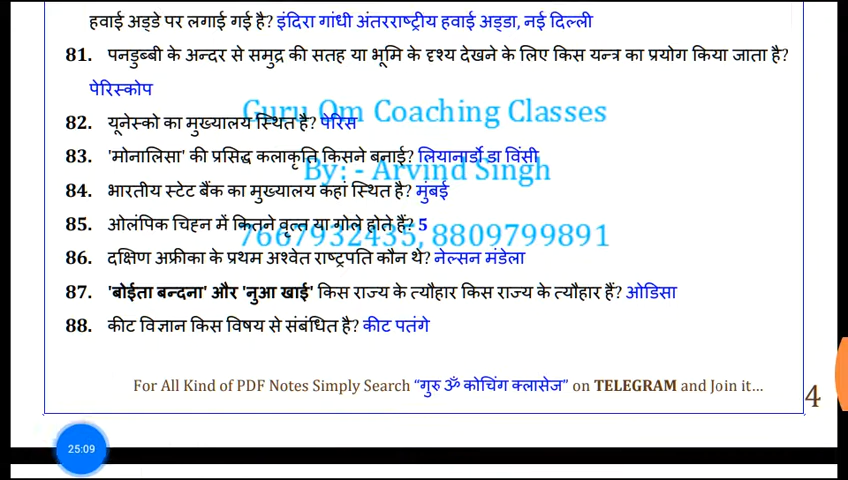 हवाई अड्डे पर लगाई गई है? इंदिरा गांधी अंतरराष्ट्रीय हवाई अड्डा, नई दिल्ली
81. पनडुब्बी के अन्दर से समुद्र की सतह या भूमि के दृश्य देखने के लिए किस यन्त्र का प्रयोग किया जाता है?
पेरिस्कोप
Guru Om Coaching Classes
82. यूनेस्को का मुख्यालय स्थित है? पेरिस
83. 'मोनालिसा' की प्रसिद्ध कलाकृति किसने बनाई? लियानार्डो डा विंसी
By: - Arvind Singh
84. भारतीय स्टेट बैंक का मुख्यालय कहां स्थित है? मुंबई
85. ओलंपिक चिह्न में कितने वृत्त या गोले होते हैं? 5
7667932435, 8809799891
86. दक्षिण अफ्रीका के प्रथम अश्वेत राष्ट्रपति कौन थे? नेल्सन मंडेला
87. 'बोईता बन्दना' और 'नुआ खाई' किस राज्य के त्यौहार किस राज्य के त्यौहार हैं? ओडिसा
88. कीट विज्ञान किस विषय से संबंधित है? कीट पतंगे
For All Kind of PDF Notes Simply Search “गुरु ॐ कोचिंग क्लासेज” on TELEGRAM and Join it...
4
25:09